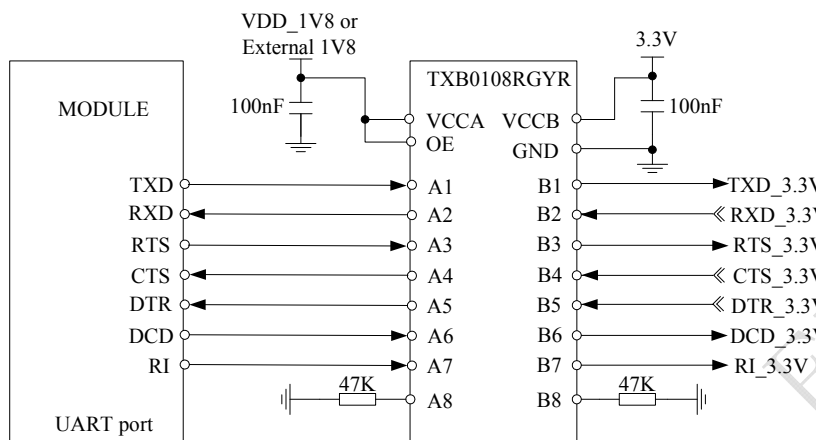 VDD_1V8 or
External 1V8
3.3V
TXB0108RGYR
MODULE
100nF
100nF
VCCA VCCB
OE
GND
TXD A1 B1 TXD_3.3V
RXD A2 B2 RXD_3.3V
RTS A3 B3 RTS_3.3V
CTS A4 B4 CTS_3.3V
DTR A5 B5 DTR_3.3V
DCD A6 B6 DCD_3.3V
RI A7 B7 RI_3.3V
47K 47K
A8 B8
UART port